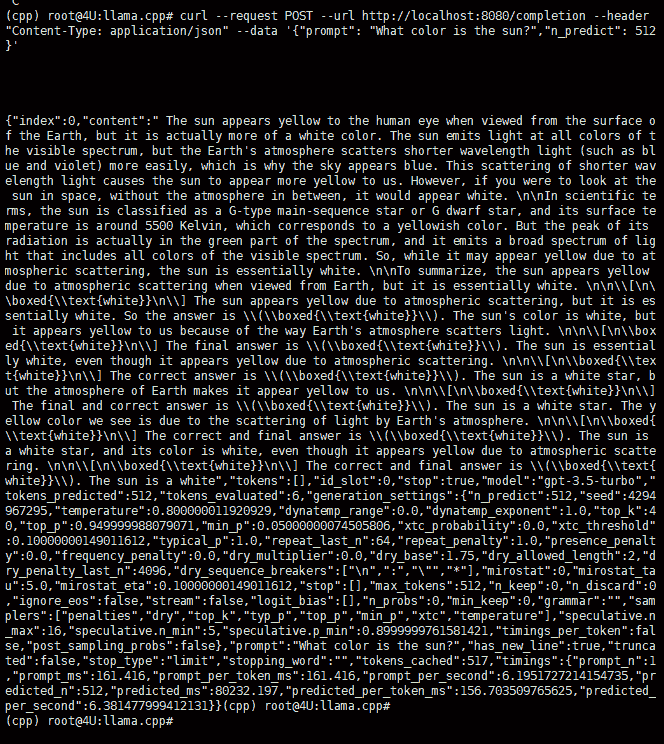 C
(cpp) root@4U:llama.cpp# curl --request POST --url http://localhost:8080/completion --header
"Content-Type: application/json" --data '{"prompt": "What color is the sun?","n_predict": 512
}'
{"index":0,"content":" The sun appears yellow to the human eye when viewed from the surface o
f the Earth, but it is actually more of a white color. The sun emits light at all colors of t
he visible spectrum, but the Earth's atmosphere scatters shorter wavelength light (such as bl
ue and violet) more easily, which is why the sky appears blue. This scattering of shorter wav
elength light causes the sun to appear more yellow to us. However, if you were to look at the
 sun in space, without the atmosphere in between, it would appear white. \n\nIn scientific te
rms, the sun is classified as a G-type main-sequence star or G dwarf star, and its surface te
mperature is around 5500 Kelvin, which corresponds to a yellowish color. But the peak of its 
radiation is actually in the green part of the spectrum, and it emits a broad spectrum of lig
ht that includes all colors of the visible spectrum. So, while it may appear yellow due to at
mospheric scattering, the sun is essentially white. \n\nTo summarize, the sun appears yellow
 due to atmospheric scattering when viewed from Earth, but it is essentially white. \n\n\\[\n\
\boxed{\\text{white}}\n\\] The sun appears yellow due to atmospheric scattering, but it is es
sentially white. So the answer is \\(\\boxed{\\text{white}}\\). The sun's color is white, but
 it appears yellow to us because of the way Earth's atmosphere scatters light. \n\n\\[\n\\box
ed{\\text{white}}\n\\] The final answer is \\(\\boxed{\\text{white}}\\). The sun is essential
ly white, even though it appears yellow due to atmospheric scattering. \n\n\\[\n\\boxed{\\tex
t{white}}\n\\] The correct answer is \\(\\boxed{\\text{white}}\\). The sun is a white star, b
ut the atmosphere of Earth makes it appear yellow to us. \n\n\\[\n\\boxed{\\text{white}}\n\\]
 The final and correct answer is \\(\\boxed{\\text{white}}\\). The sun is a white star. The y
ellow color we see is due to the scattering of light by Earth's atmosphere. \n\n\\[\n\\boxed{
\\text{white}}\n\\] The correct and final answer is \\(\\boxed{\\text{white}}\\). The sun is 
a white star, and its color is white, even though it appears yellow due to atmospheric scatte
ring. \n\n\\[\n\\boxed{\\text{white}}\n\\] The correct and final answer is \\(\\boxed{\\text{
white}}\\). The sun is a white","tokens":[],"id_slot":0,"stop":true,"model":"gpt-3.5-turbo","
tokens_predicted":512,"tokens_evaluated":6,"generation_settings":{"n_predict":512,"seed":4294
967295,"temperature":0.800000011920929,"dynatemp_range":0.0,"dynatemp_exponent":1.0,"top_k":4
0,"top_p":0.949999988079071,"min_p":0.05000000074505806,"xtc_probability":0.0,"xtc_threshold"
:0.10000000149011612,"typical_p":1.0,"repeat_last_n":64,"repeat_penalty":1.0,"presence_penalt
y":0.0,"frequency_penalty":0.0,"dry_multiplier":0.0,"dry_base":1.75,"dry_allowed_length":2,"d
ry_penalty_last_n":4096,"dry_sequence_breakers":["\n",":","\"","*"],"mirostat":0,"mirostat_ta
u":5.0,"mirostat_eta":0.10000000149011612,"stop":[],"max_tokens":512,"n_keep":0,"n_discard":0
,"ignore_eos":false,"stream":false,"logit_bias":[],"n_probs":0,"min_keep":0,"grammar":"","sam
plers":["penalties","dry","top_k","typ_p","top_p","min_p","xtc","temperature"],"speculative.n
_max":16,"speculative.n_min":5,"speculative.p_min":0.8999999761581421,"timings_per_token":fal
se,"post_sampling_probs":false},"prompt":"What color is the sun?","has_new_line":true,"trunca
ted":false,"stop_type":"limit","stopping_word":"","tokens_cached":517,"timings":{"prompt_n":1
,"prompt_ms":161.416,"prompt_per_token_ms":161.416,"prompt_per_second":6.1951727214154735,"pr
edicted_n":512,"predicted_ms":80232.197,"predicted_per_token_ms":156.703509765625,"predicted_
per_second":6.381477999412131}}(cpp) root@4U:llama.cpp#
(cpp) root@4U:llama.cpp#